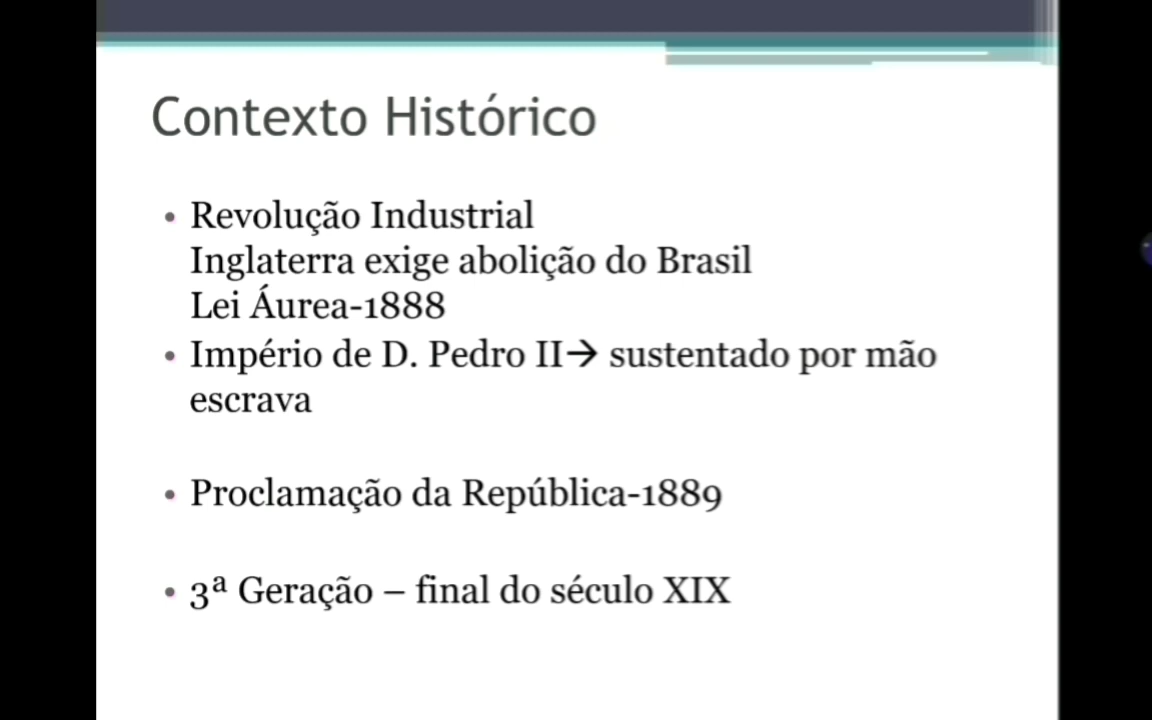 Contexto Histórico
• Revolução Industrial
Inglaterra exige abolição do Brasil
Lei Áurea-1888
• Império de D. Pedro II→ sustentado por mão
escrava
• Proclamação da República-1889
• 3ª Geração – final do século XIX